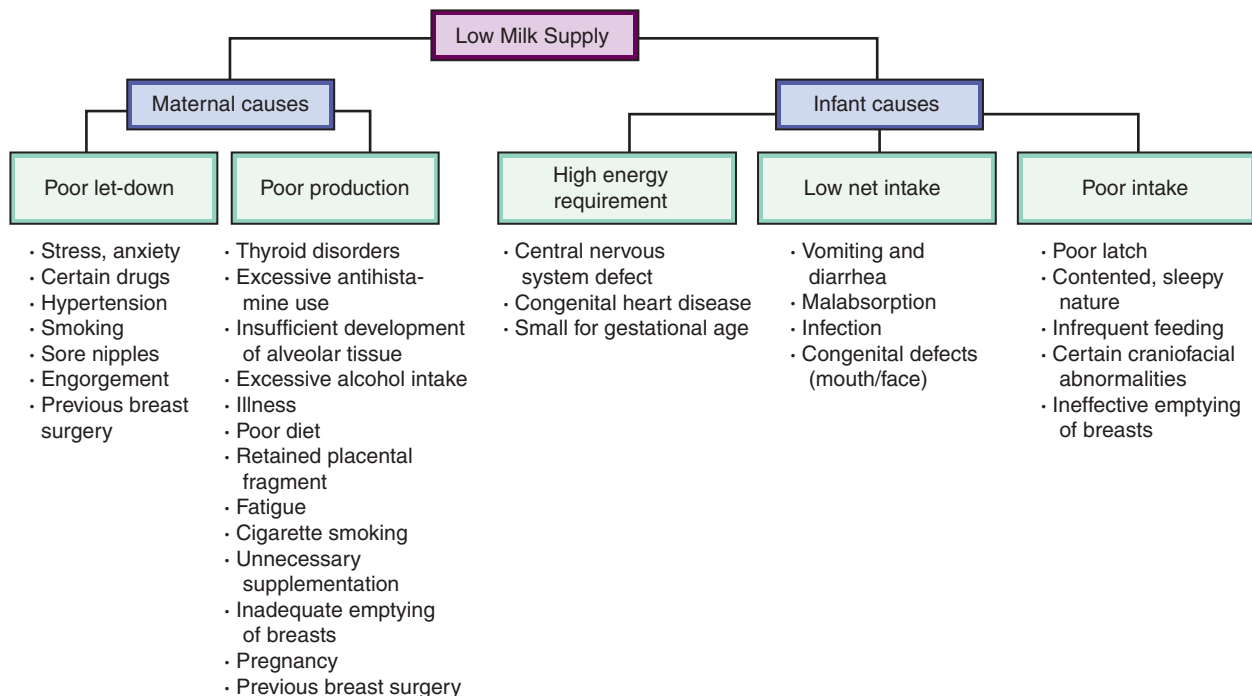 Low Milk Supply
Maternal causes
Infant causes
Poor let-down
Poor production
High energy
requirement
Low net intake
Poor intake
· Stress, anxiety
· Certain drugs
· Hypertension
· Smoking
· Sore nipples
· Engorgement
· Previous breast
surgery
· Thyroid disorders
· Excessive antihista-
mine use
· Insufficient development
of alveolar tissue
· Excessive alcohol intake
· Illness
· Poor diet
· Retained placental
fragment
· Fatigue
· Cigarette smoking
· Unnecessary
supplementation
· Inadequate emptying
of breasts
· Pregnancy
· Previous breast surgery
· Central nervous
system defect
· Congenital heart disease
· Small for gestational age
· Vomiting and
diarrhea
· Malabsorption
· Infection
· Congenital defects
(mouth/face)
· Poor latch
· Contented, sleepy
nature
· Infrequent feeding
· Certain craniofacial
abnormalities
· Ineffective emptying
of breasts